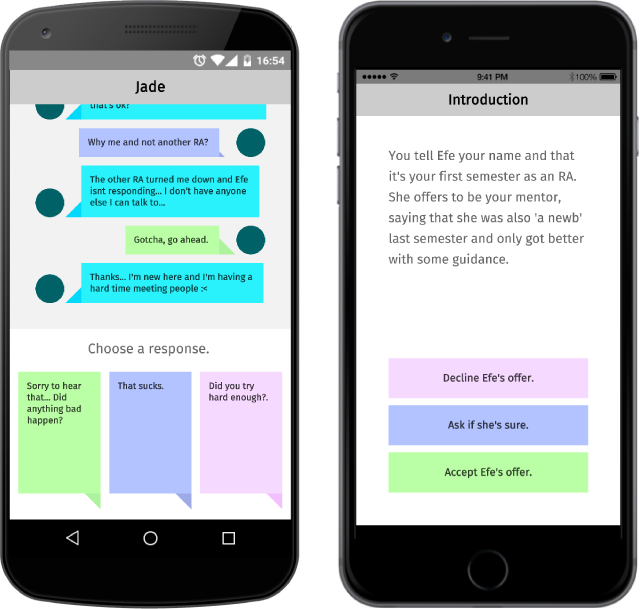 16:54
Jade
that's ok?
Why me and not another RA?
The other RA turned me down and Efe
isnt responding... I don't have anyone
else I can talk to...
Gotcha, go ahead.
Thanks... I'm new here and I'm having a
hard time meeting people :<
Choose a response.
Sorry to hear
that... Did
anything bad
happen?
That sucks.
Did you try
hard enough?.
9:41 PM
100%
Introduction
You tell Efe your name and that
it's your first semester as an RA.
She offers to be your mentor,
saying that she was also 'a newb'
last semester and only got better
with some guidance.
Decline Efe's offer.
Ask if she's sure.
Accept Efe's offer.